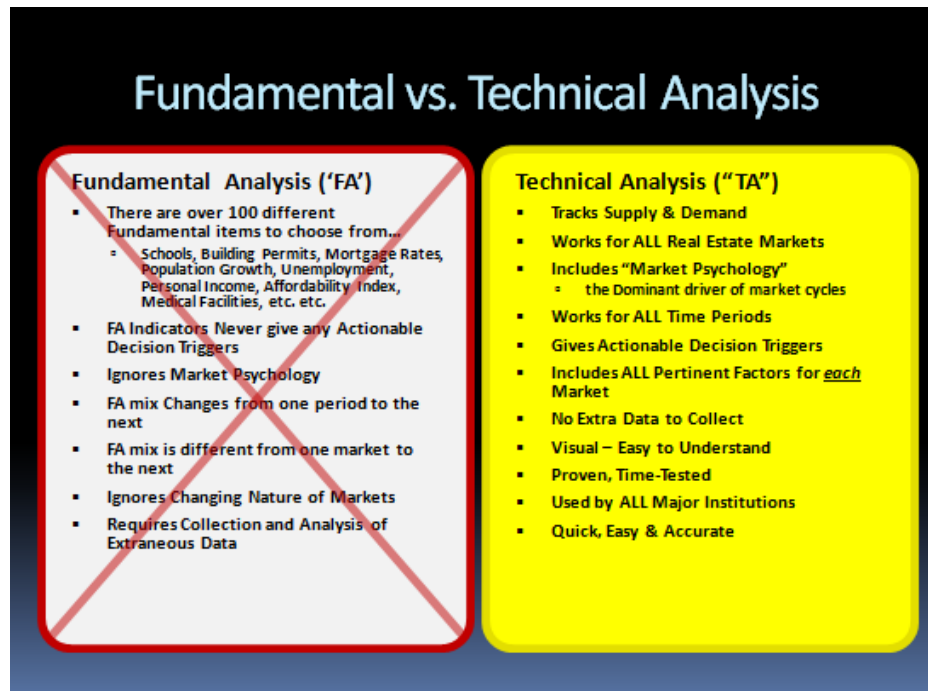 Fundamental vs. Technical Analysis
Fundamental Analysis (‘FA’)
▪ There are over 100 different
Fundamental items to choose from...
▫ Schools, Building Permits, Mortgage Rates,
Population Growth, Unemployment,
Personal Income, Affordability Index,
Medical Facilities, etc. etc.
▪ FA Indicators Never give any Actionable
Decision Triggers
▪ Ignores Market Psychology
▪ FA mix Changes from one period to the
next
▪ FA mix is different from one market to
the next
▪ Ignores Changing Nature of Markets
▪ Requires Collection and Analysis of
Extraneous Data
Technical Analysis (“TA”)
▪ Tracks Supply & Demand
▪ Works for ALL Real Estate Markets
▪ Includes “Market Psychology”
▫ the Dominant driver of market cycles
▪ Works for ALL Time Periods
▪ Gives Actionable Decision Triggers
▪ Includes ALL Pertinent Factors for each
Market
▪ No Extra Data to Collect
▪ Visual – Easy to Understand
▪ Proven, Time-Tested
▪ Used by ALL Major Institutions
▪ Quick, Easy & Accurate